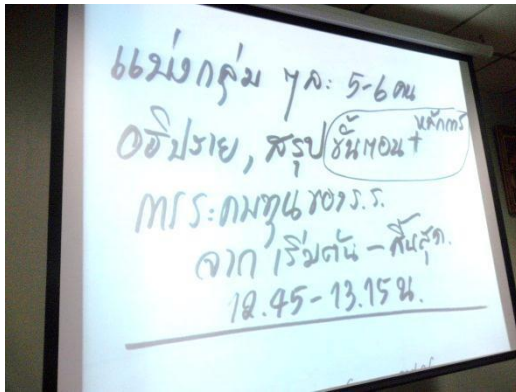 แบ่งกลุ่ม ๆละ 5-6 คน
อธิปราย, สรุปขั้นตอน + หลักการ
การระดมทุนของ ร.ร.
จาก เริ่มต้น - สิ้นสุด.
12.45-13.15 น.